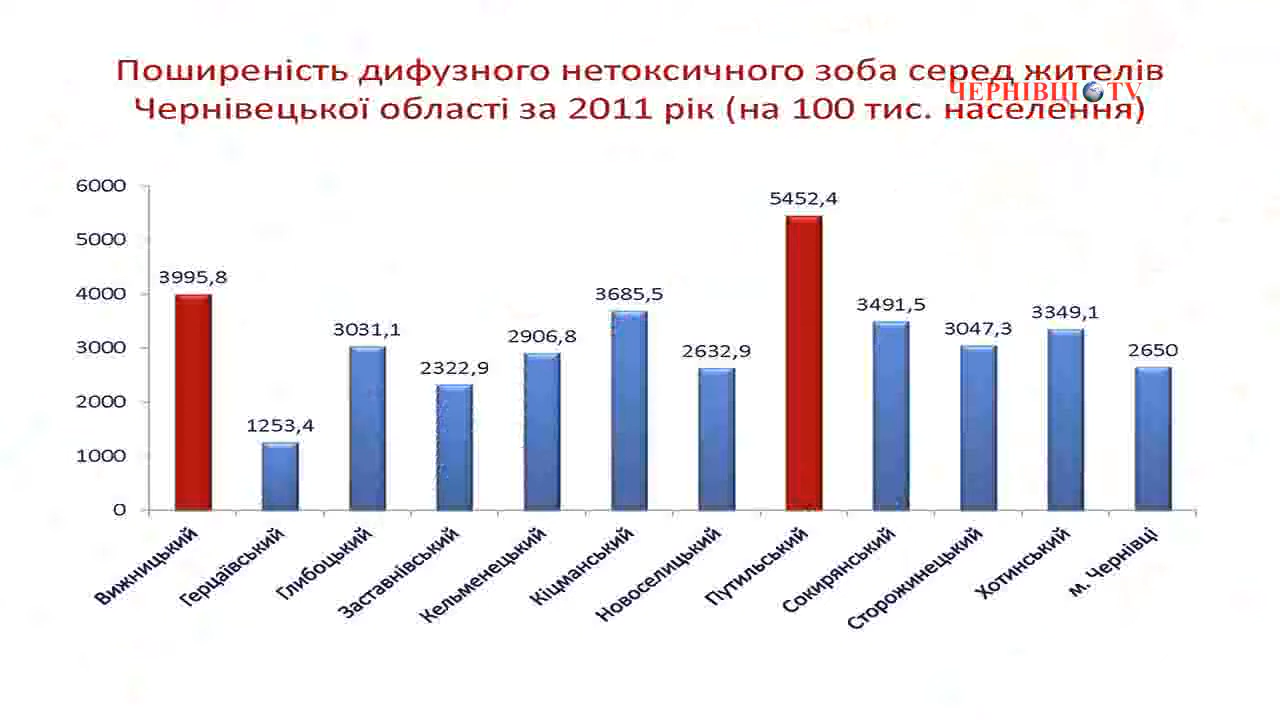 Поширеність дифузного нетоксичного зоба серед жителів
ЧЕРНІВЦІ TV
Чернівецької області за 2011 рік (на 100 тис. населення)
6000
5000
4000
3000
2000
1000
0
3995,8
1253,4
3031,1
2322,9
2906,8
3685,5
2632,9
5452,4
3491,5
3047,3
3349,1
2650
Вижницький
Герцаївський
Глибоцький
Заставнівський
Кельменецький
Кіцманський
Новоселицький
Путильський
Сокирянський
Сторожинецький
Хотинський
м. Чернівці